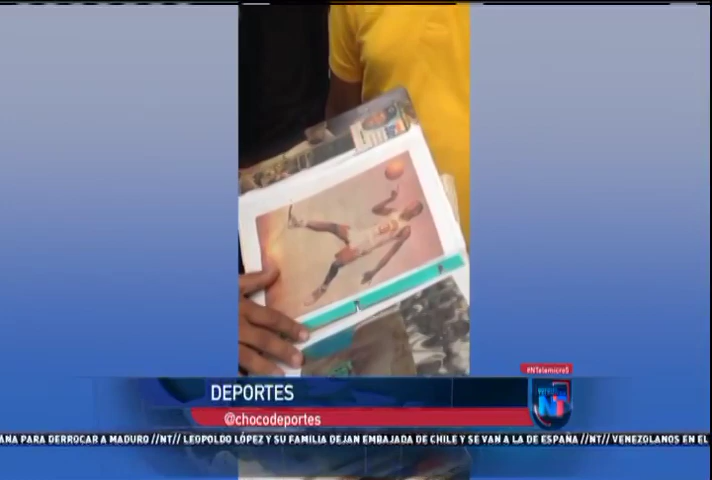 #NTelemicro5
DEPORTES
NT
@chocodeportes
ANA PARA DERROCAR A MADURO //NT// LEOPOLDO LÓPEZ Y SU FAMILIA DEJAN EMBAJADA DE CHILE Y SE VAN A LA DE ESPAÑA //NT// VENEZOLANOS EN EL